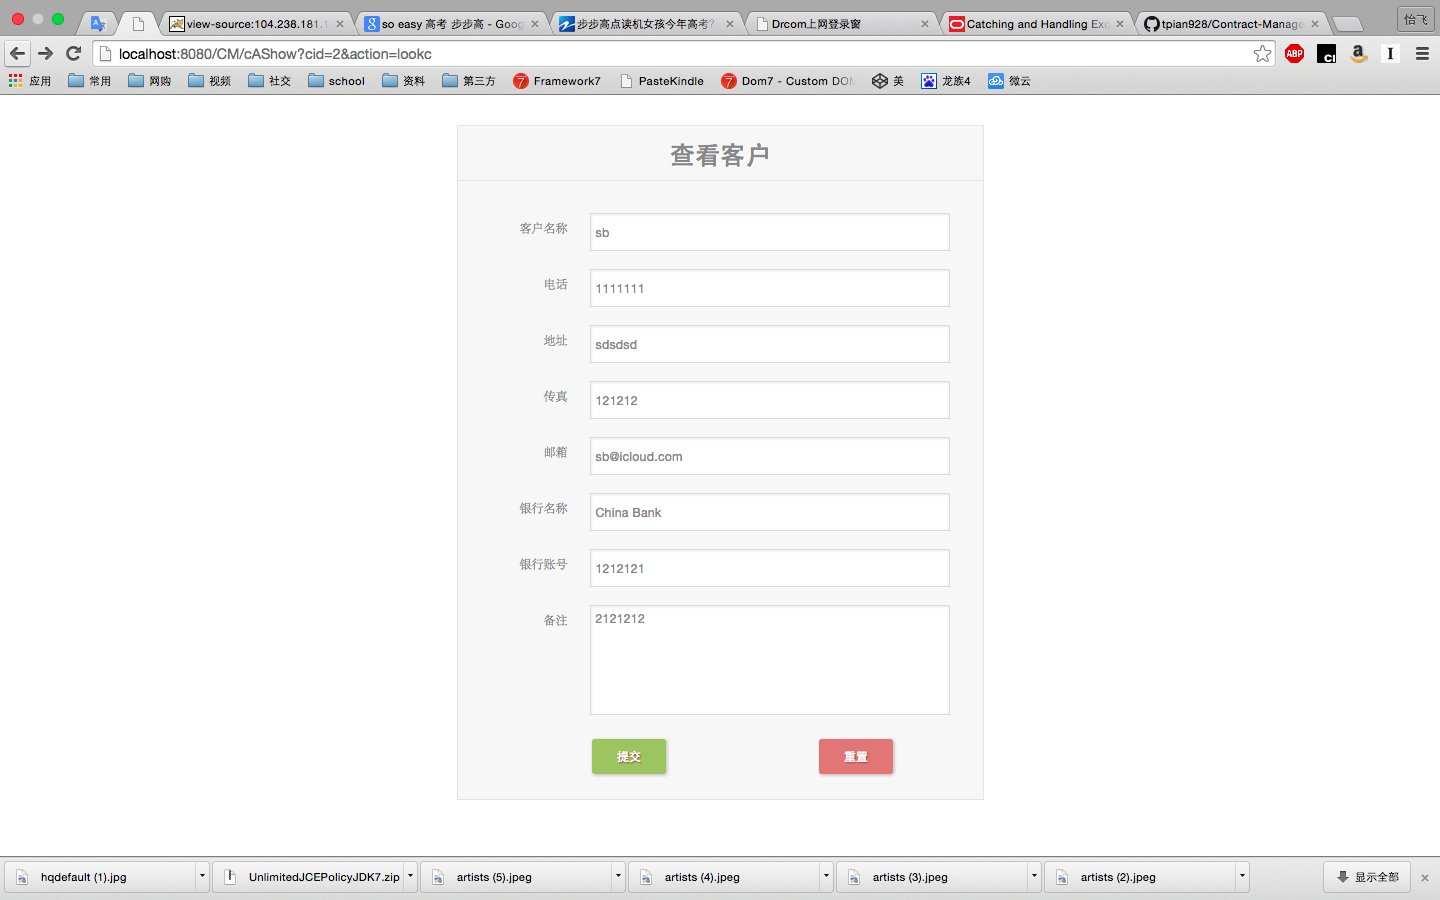 view-source:104.238.181.1
so easy 高考 步步高 - Goog
步步高点读机女孩今年高考?
Drcom上网登录窗
Catching and Handling Exc
tpian928/Contract-Manage
怡飞
localhost:8080/CM/cAShow?cid=2&action=lookc
应用 常用 网购 视频 社交 school 资料 第三方 Framework7 PasteKindle Dom7 - Custom DOM 美 龙族4 微云
查看客户
客户名称 sb
电话 1111111
地址 sdsdsd
传真 121212
邮箱 sb@icloud.com
银行名称 China Bank
银行账号 1212121
备注 2121212
提交 重置
hqdefault (1).jpg UnlimitedJCEPolicyJDK7.zip artists (5).jpeg artists (4).jpeg artists (3).jpeg artists (2).jpeg 显示全部